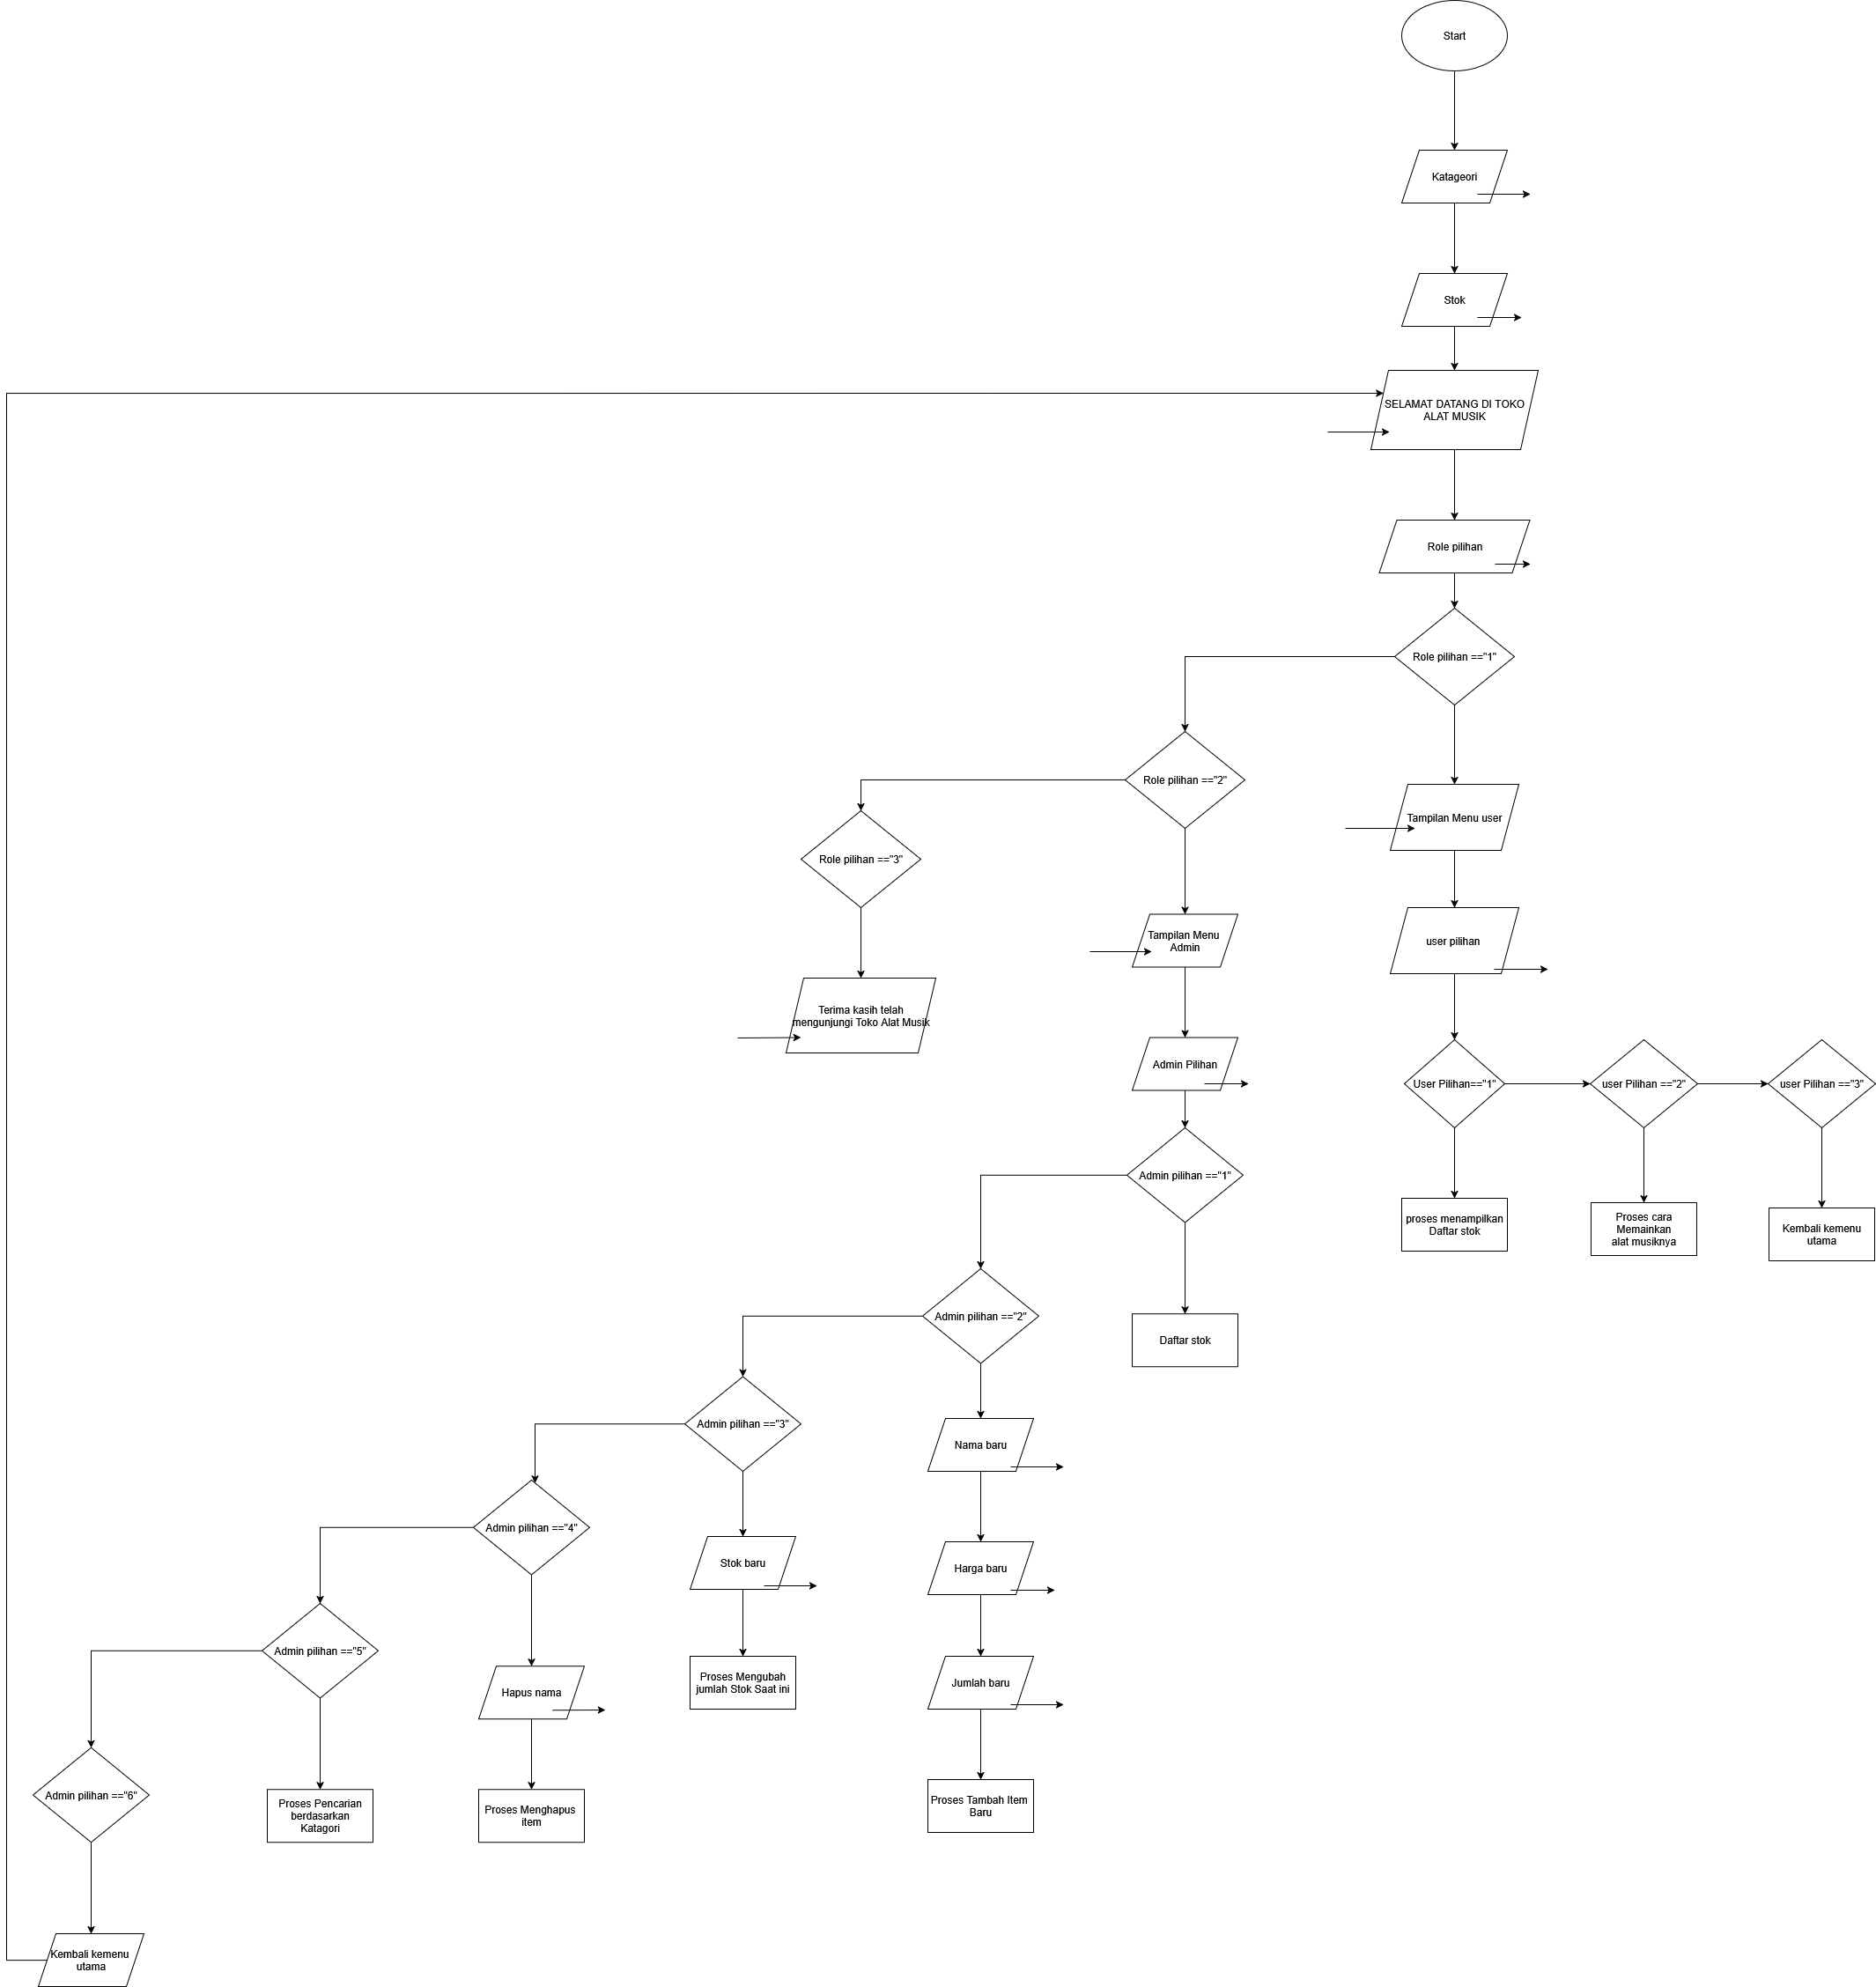 Start
Katageori
Stok
SELAMAT DATANG DI TOKO
ALAT MUSIK
Role pilihan
Role pilihan =="1"
Role pilihan =="2"
Role pilihan =="3"
Tampilan Menu user
Tampilan Menu
Admin
user pilihan
Terima kasih telah
mengunjungi Toko Alat Musik
Admin Pilihan
User Pilihan=="1"
user Pilihan =="2"
user Pilihan =="3"
Admin pilihan =="1"
proses menampilkan
Daftar stok
Proses cara
Memainkan
alat musiknya
Kembali kemenu
utama
Admin pilihan =="2"
Daftar stok
Admin pilihan =="3"
Nama baru
Admin pilihan =="4"
Stok baru
Harga baru
Admin pilihan =="5"
Hapus nama
Proses Mengubah
jumlah Stok Saat ini
Jumlah baru
Admin pilihan =="6"
Proses Pencarian
berdasarkan
Katagori
Proses Menghapus
item
Proses Tambah Item
Baru
Kembali kemenu
utama